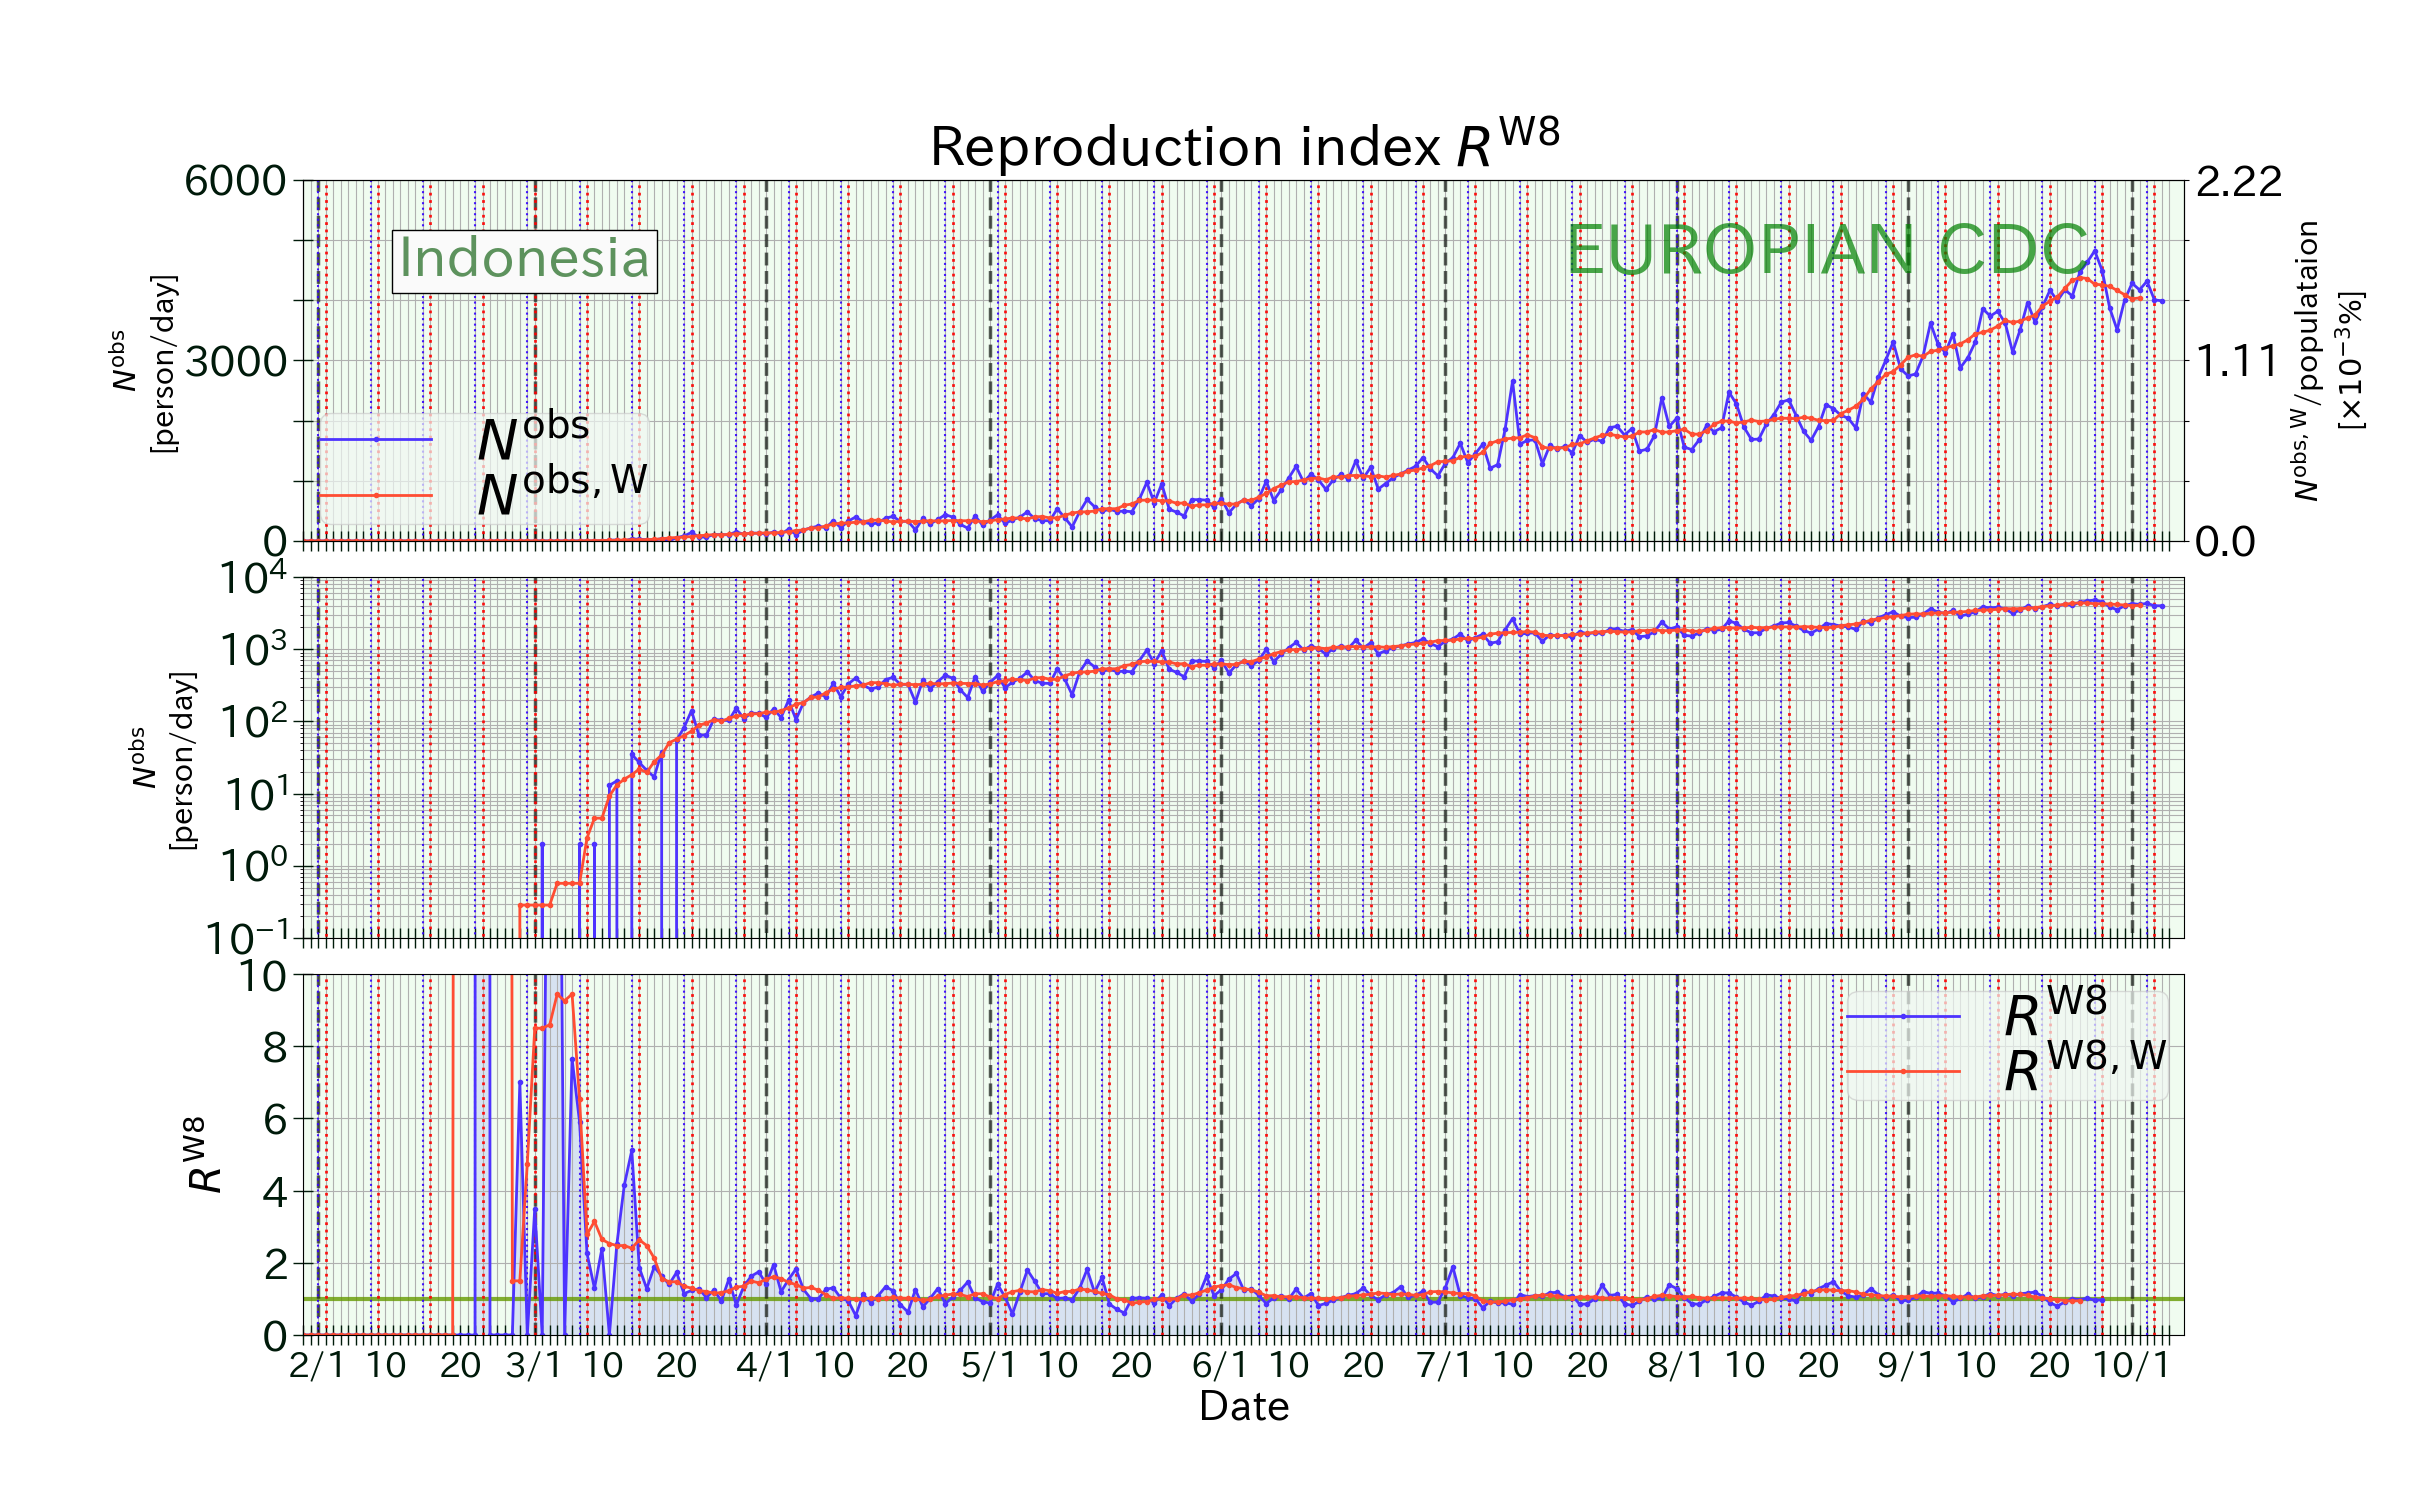 Reproduction index R^W8
6000
3000
0
N^obs
[person/day]
Indonesia
EUROPIAN CDC
N^obs
N^obs, W
2.22
1.11
0.0
N^obs, W/populataion
[×10^−3%]
10^4
10^3
10^2
10^1
10^0
10^−1
N^obs
[person/day]
10
8
6
4
2
0
R^W8
R^W8
R^W8, W
2/1 10 20 3/1 10 20 4/1 10 20 5/1 10 20 6/1 10 20 7/1 10 20 8/1 10 20 9/1 10 20 10/1
Date